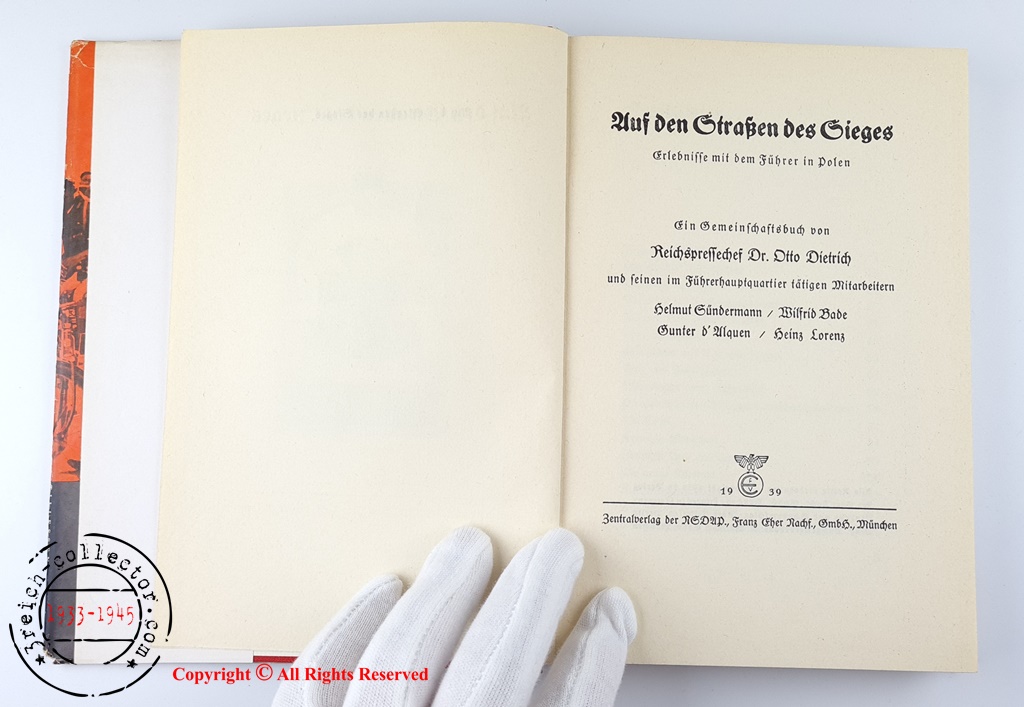 Auf den Straßen des Sieges
Erlebnisse mit dem Führer in Polen
Ein Gemeinschaftsbuch von
Reichspressechef Dr. Otto Dietrich
und seinen im Führerhauptquartier tätigen Mitarbeitern
Helmut Sündermann / Wilfrid Bade
Gunter d'Alquen / Heinz Lorenz
19 39
Zentralverlag der NSDAP., Franz Eher Nachf., GmbH., München
3reich-collector.com
1933-1945
Copyright © All Rights Reserved